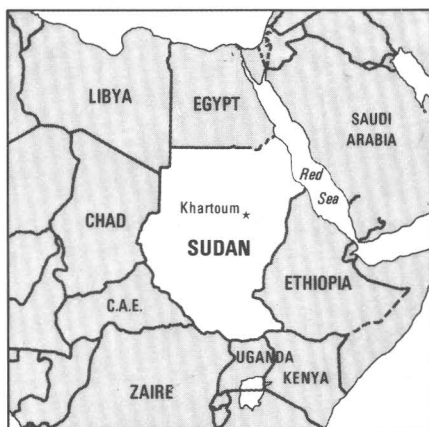 LIBYA
EGYPT
SAUDI
ARABIA
Red
Sea
Khartoum
CHAD
SUDAN
ETHIOPIA
C.A.E.
UGANDA
KENYA
ZAIRE